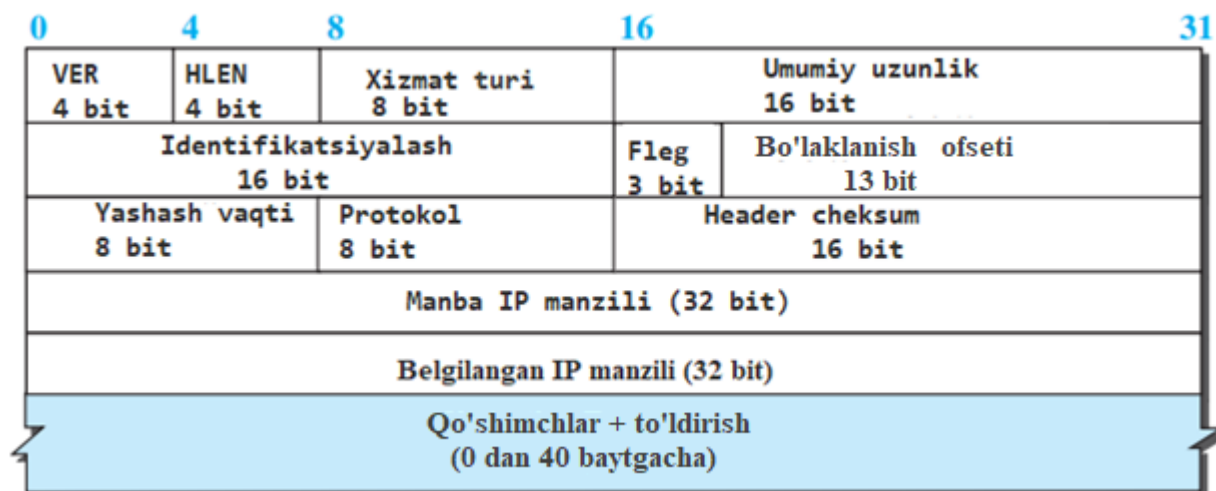 0 4 8 16 31
VER HLEN Xizmat turi Umumiy uzunlik
4 bit 4 bit 8 bit 16 bit
Identifikatsiyalash Fleg Bo'laklanish ofseti
16 bit 3 bit 13 bit
Yashash vaqti Protokol Header cheksum
8 bit 8 bit 16 bit
Manba IP manzili (32 bit)
Belgilangan IP manzili (32 bit)
Qo'shimchlar + to'ldirish
(0 dan 40 baytgacha)